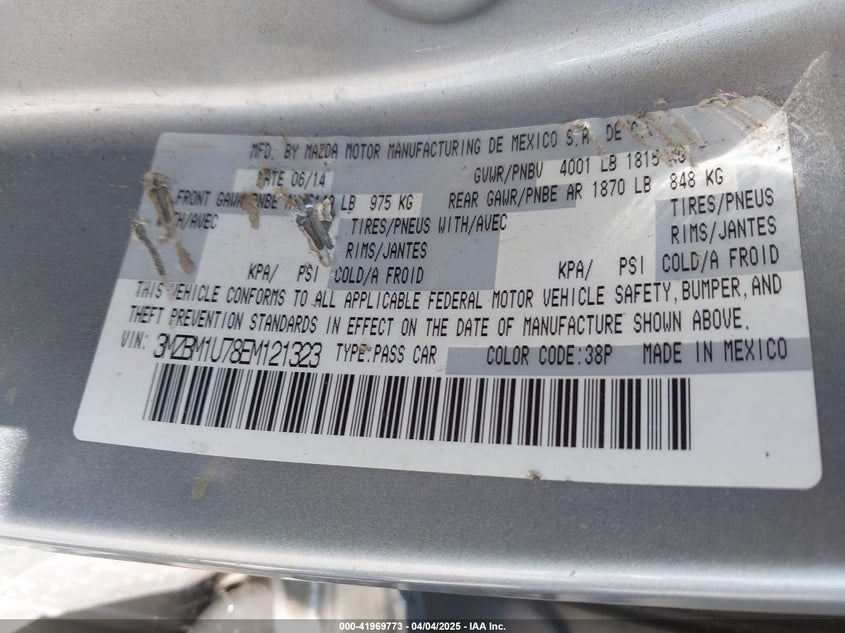 MFD. BY MAZDA MOTOR MANUFACTURING DE MEXICO S.A. DE C.V.
DATE 06/14 GVWR/PNBV 4001 LB 1815 KG
FRONT GAWR/PNBE LB 975 KG REAR GAWR/PNBE AR 1870 LB 848 KG
WITH/AVEC TIRES/PNEUS WITH/AVEC TIRES/PNEUS
RIMS/JANTES RIMS/JANTES
KPA/ PSI COLD/A FROID KPA/ PSI COLD/A FROID
THIS VEHICLE CONFORMS TO ALL APPLICABLE FEDERAL MOTOR VEHICLE SAFETY, BUMPER, AND
THEFT PREVENTION STANDARDS IN EFFECT ON THE DATE OF MANUFACTURE SHOWN ABOVE.
VIN: 3MZBM1U78EM121323 TYPE:PASS CAR COLOR CODE:38P MADE IN MEXICO
000-41969773 - 04/04/2025 - IAA Inc.